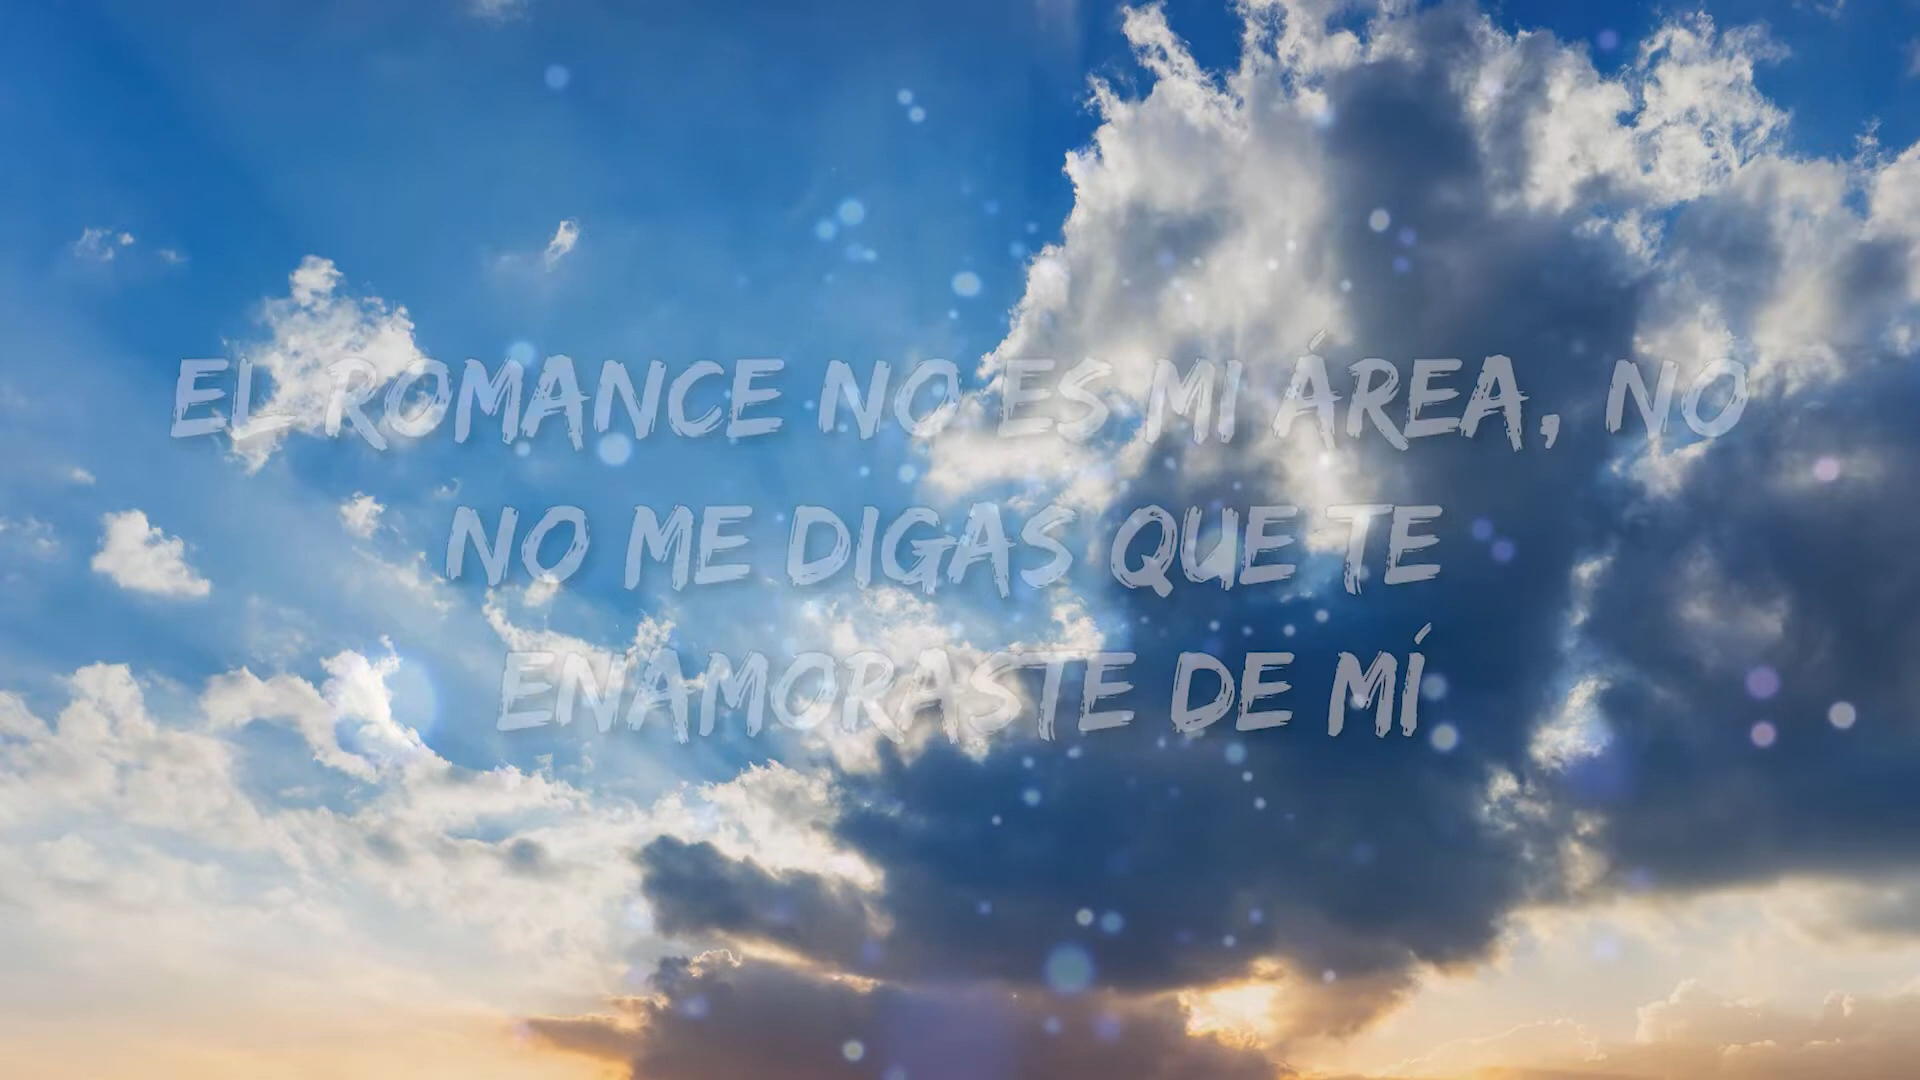 EL ROMANCE NO ES MI ÁREA, NO
NO ME DIGAS QUE TE
ENAMORASTE DE MÍ